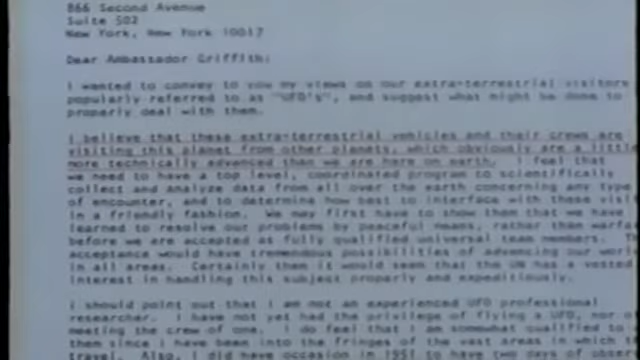 866 Second Avenue
Suite 502
New York, New York 10017
Dear Ambassador Griffith:
I wanted to convey to you my views on our extra-terrestrial visitors
popularly referred to as "UFO's", and suggest what might be done to
properly deal with them.
I believe that these extra-terrestrial vehicles and their crews are
visiting this planet from other planets, which obviously are a little
more technically advanced than we are here on earth. I feel that
we need to have a top level, coordinated program to scientifically
collect and analyze data from all over the earth concerning any type
of encounter, and to determine how best to interface with these visit
in a friendly fashion. We may first have to show them that we have
learned to resolve our problems by peaceful means, rather than warfa
before we are accepted as fully qualified universal team members. Th
acceptance would have tremendous possibilities of advancing our worl
in all areas. Certainly then it would seem that the UN has a vested
interest in handling this subject properly and expeditiously.
I should point out that I am not an experienced UFO professional
researcher. I have not yet had the privilege of flying a UFO, nor o
meeting the crew of one. I do feel that I am somewhat qualified to
them since I have been into the fringes of the vast areas in which t
travel. Also, I did have occasion in 1951 to have two days of